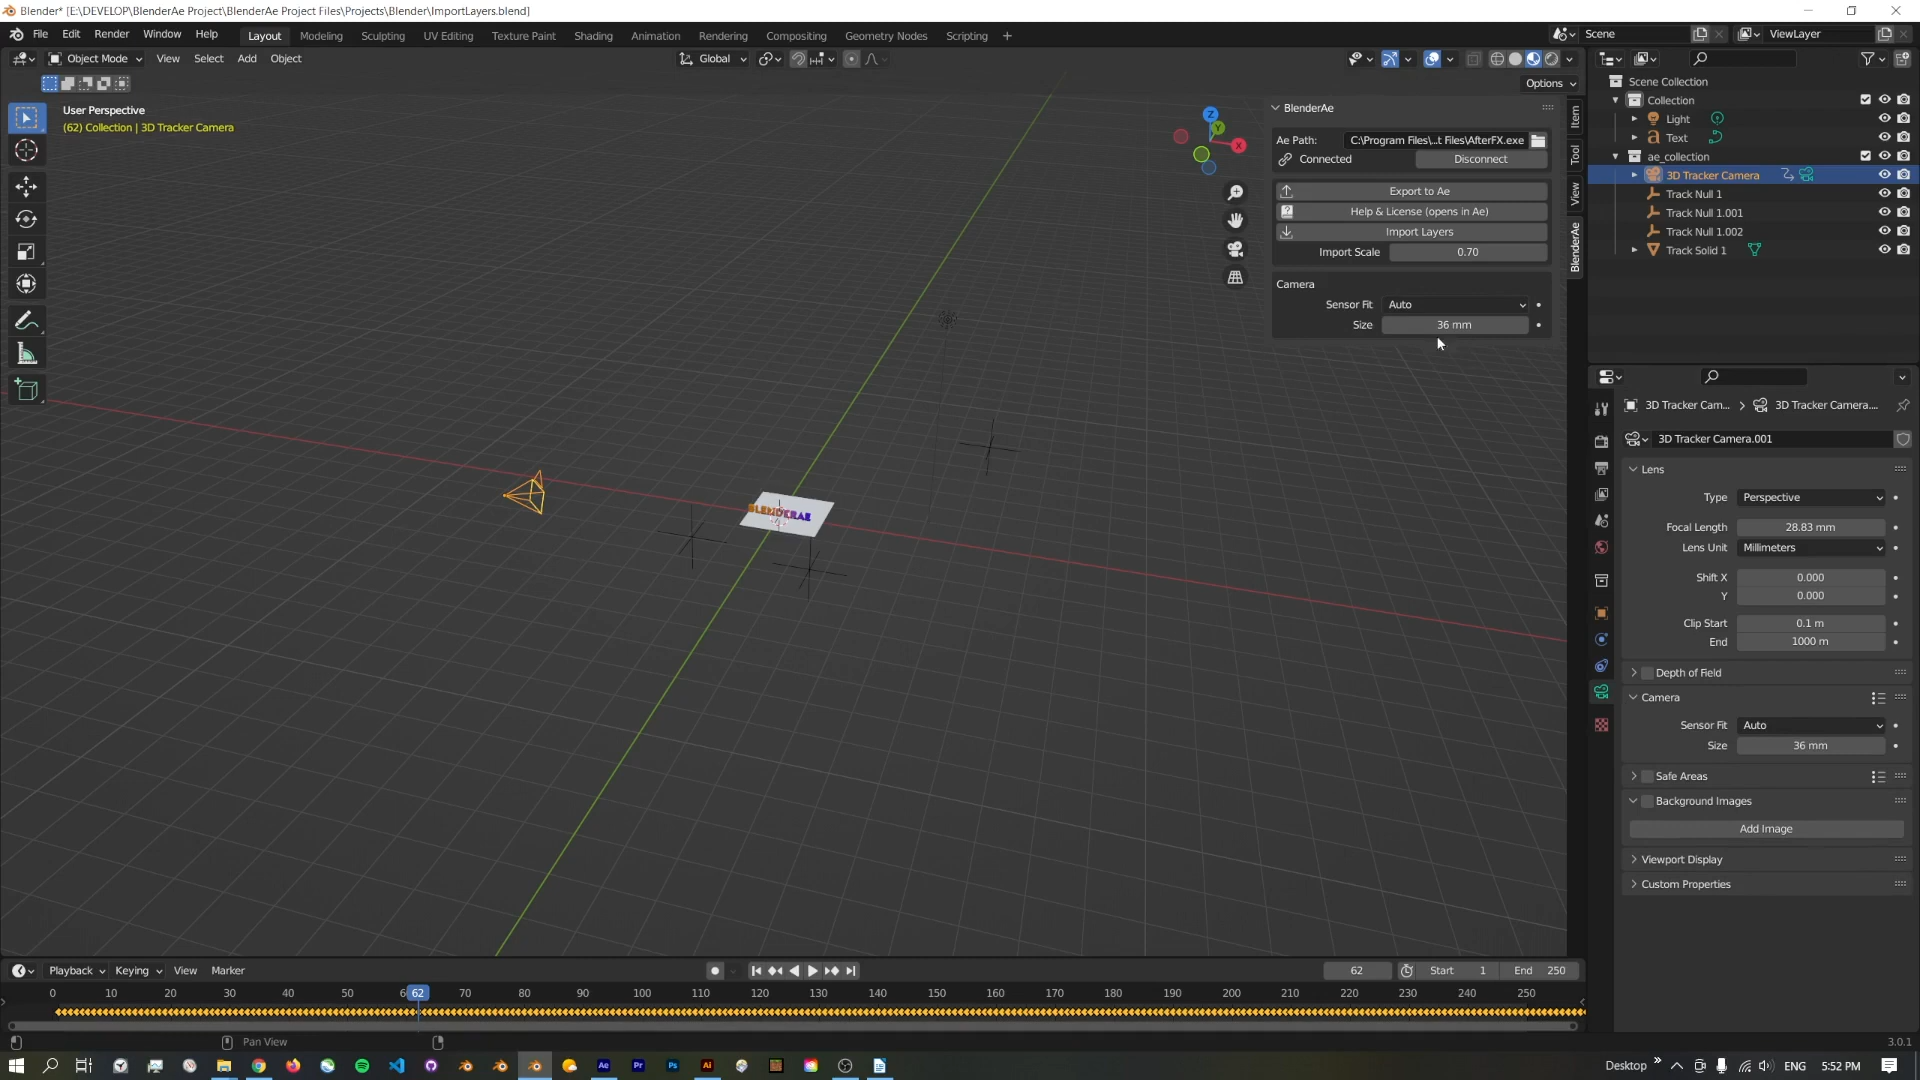 Blender* [E:\DEVELOP\BlenderAe Project\BlenderAe Project Files\Projects\Blender\ImportLayers.blend]
File Edit Render Window Help Layout Modeling Sculpting UV Editing Texture Paint Shading Animation Rendering Compositing Geometry Nodes Scripting + Scene ViewLayer
Object Mode View Select Add Object Global
Options
User Perspective
(62) Collection | 3D Tracker Camera
Z
Y
X
BLENDERAE
BlenderAe
Ae Path: C:\Program Files\..t Files\AfterFX.exe
Connected Disconnect
Export to Ae
Help & License (opens in Ae)
Import Layers
Import Scale 0.70
Camera
Sensor Fit Auto
Size 36 mm
Item
Tool
View
BlenderAe
Scene Collection
Collection
Light
Text
ae_collection
3D Tracker Camera
Track Null 1
Track Null 1.001
Track Null 1.002
Track Solid 1
3D Tracker Cam... 3D Tracker Camera....
3D Tracker Camera.001
Lens
Type Perspective
Focal Length 28.83 mm
Lens Unit Millimeters
Shift X 0.000
Y 0.000
Clip Start 0.1 m
End 1000 m
Depth of Field
Camera
Sensor Fit Auto
Size 36 mm
Safe Areas
Background Images
Add Image
Viewport Display
Custom Properties
Playback Keying View Marker 62 Start 1 End 250
0 10 20 30 40 50 6 62 70 80 90 100 110 120 130 140 150 160 170 180 190 200 210 220 230 240 250
Pan View 3.0.1
Ae Pr Ps Ai Desktop ENG 5:52 PM